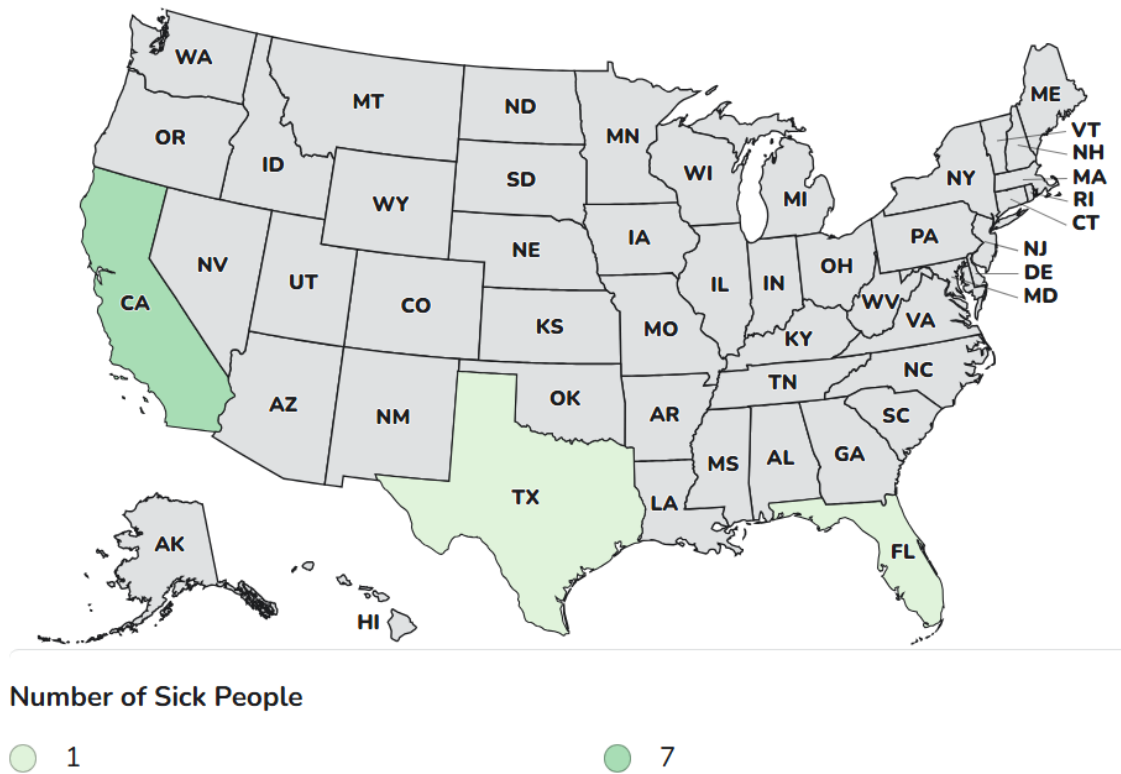 WA
MT
ND
ME
OR
MN
VT
ID
NH
SD
WI
NY
MA
WY
MI
RI
CT
IA
PA
NE
NJ
NV
OH
UT
IL
IN
DE
CO
WV
MD
CA
VA
KS
MO
KY
NC
TN
AZ
OK
NM
AR
SC
GA
MS
AL
TX
LA
AK
FL
HI
Number of Sick People
1
7